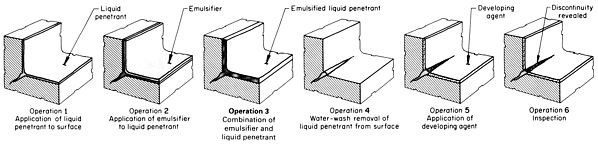 Liquid
penetrant
Emulsifier
Emulsified liquid penetrant
Developing
agent
Discontinuity
revealed
Operation 1
Application of liquid
penetrant to surface
Operation 2
Application of emulsifier
to liquid penetrant
Operation 3
Combination of
emulsifier and
liquid penetrant
Operation 4
Water-wash removal of
liquid penetrant from surface
Operation 5
Application of
developing agent
Operation 6
Inspection